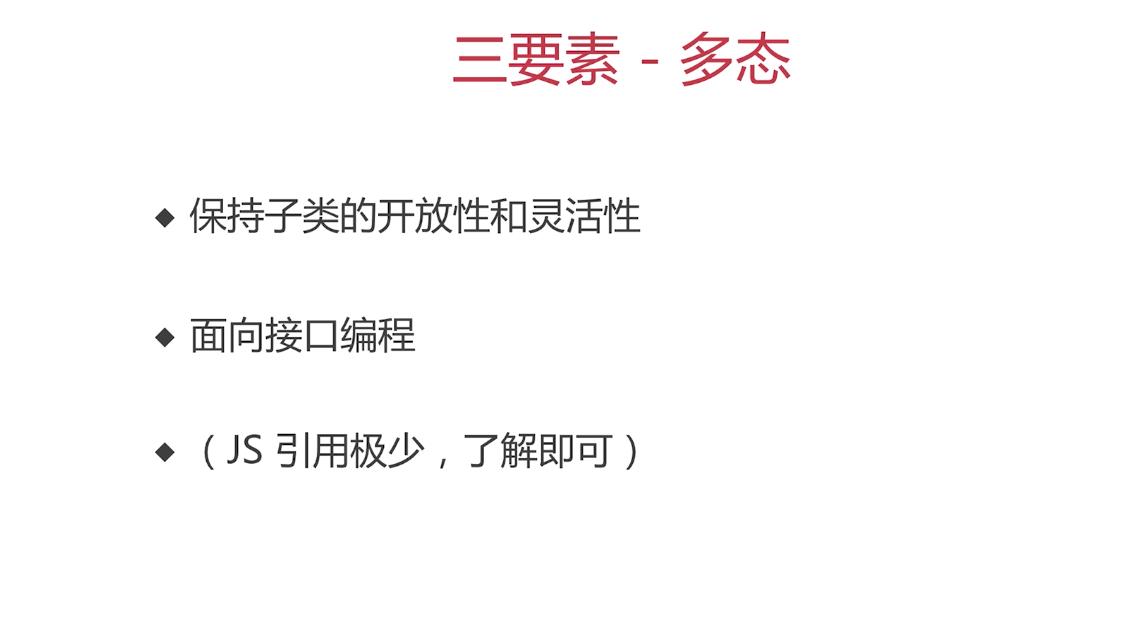 三要素 - 多态
◆ 保持子类的开放性和灵活性
◆ 面向接口编程
◆ （JS 引用极少，了解即可）